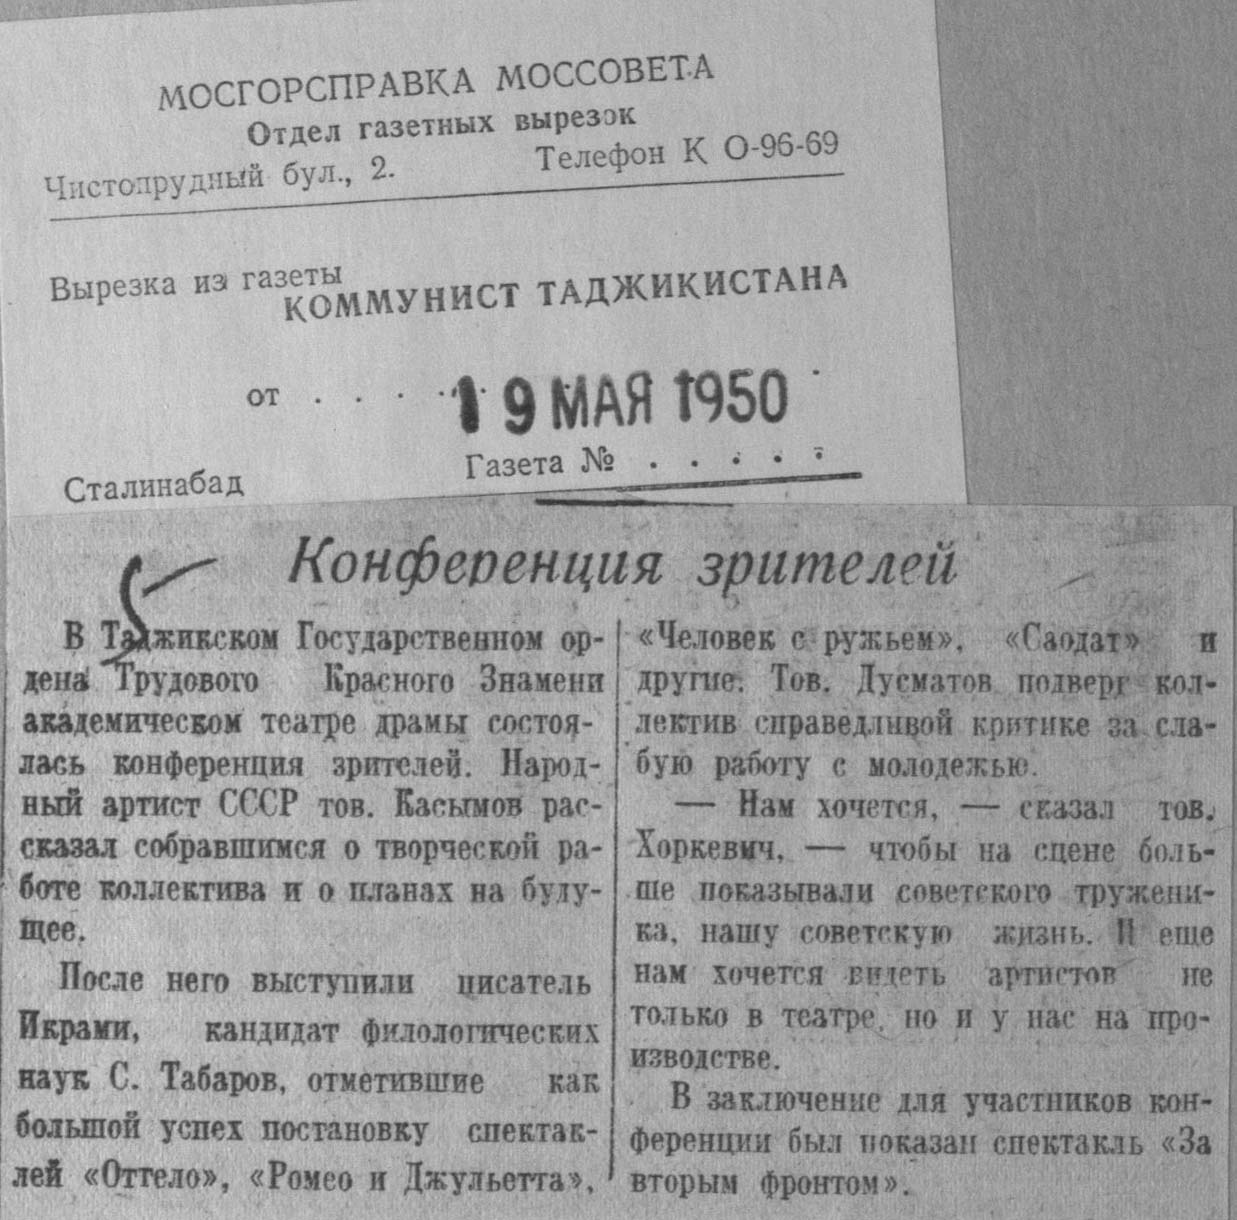 МОСГОРСПРАВКА МОССОВЕТА
Отдел газетных вырезок
Чистопрудный бул., 2. Телефон К 0-96-69
Вырезка из газеты
КОММУНИСТ ТАДЖИКИСТАНА
от . . . . .
19 МАЯ 1950
Сталинабад Газета № . . . . .
Конференция зрителей
В Таджикском Государственном ор-
дена Трудового Красного Знамени
академическом театре драмы состоя-
лась конференция зрителей. Народ-
ный артист СССР тов. Касымов рас-
сказал собравшимся о творческой ра-
боте коллектива и о планах на буду-
щее.
После него выступили писатель
Икрами, кандидат филологических
наук С. Табаров, отметившие как
большой успех постановку спектак-
лей «Оттело», «Ромео и Джульетта»,
«Человек с ружьем», «Саодат» и
другие. Тов. Дусматов подверг кол-
лектив справедливой критике за сла-
бую работу с молодежью.
— Нам хочется, — сказал тов.
Хоркевич, — чтобы на сцене боль-
ше показывали советского тружени-
ка, нашу советскую жизнь. И еще
нам хочется видеть артистов не
только в театре, но и у нас на про-
изводстве.
В заключение для участников кон-
ференции был показан спектакль «За
вторым фронтом».